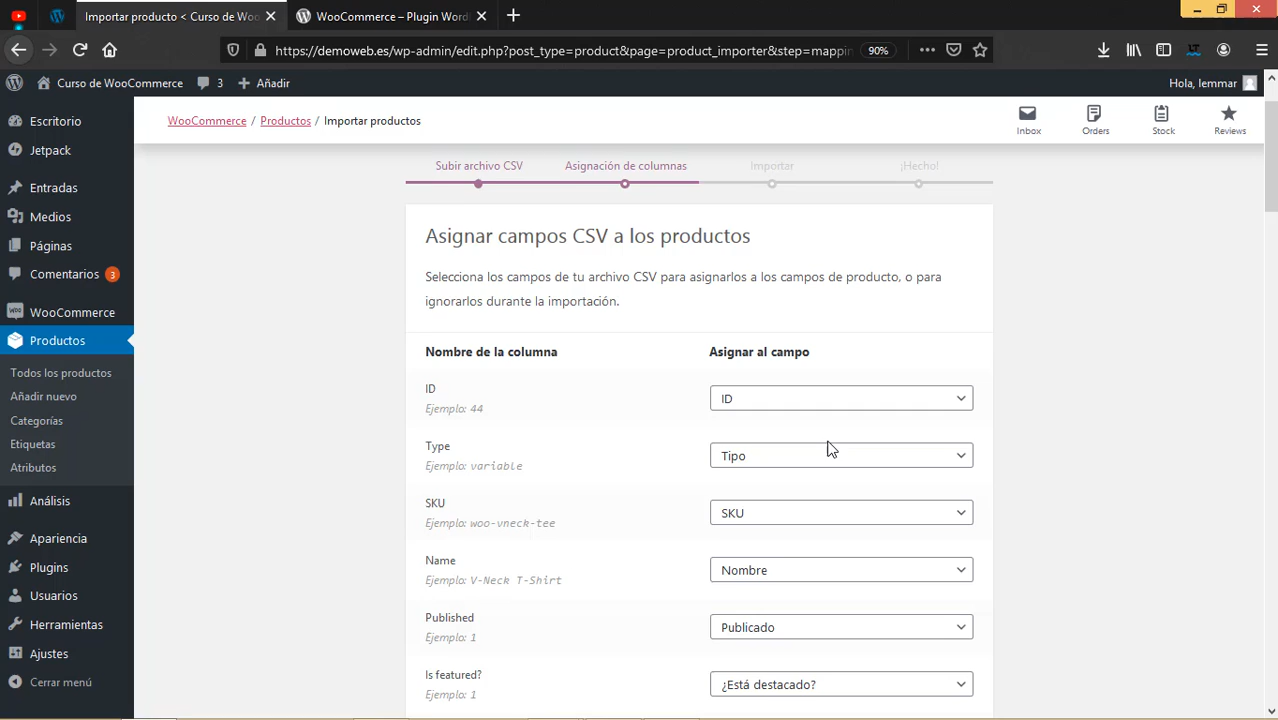 Importar producto < Curso de Woo
WooCommerce – Plugin Word
https://demoweb.es/wp-admin/edit.php?post_type=product&page=product_importer&step=mappin
90%
Curso de WooCommerce
3
Añadir
Hola, lemmar
Escritorio
Jetpack
Entradas
Medios
Páginas
Comentarios 3
WooCommerce
Productos
Todos los productos
Añadir nuevo
Categorías
Etiquetas
Atributos
Análisis
Apariencia
Plugins
Usuarios
Herramientas
Ajustes
Cerrar menú
WooCommerce / Productos / Importar productos
Inbox
Orders
Stock
Reviews
Subir archivo CSV
Asignación de columnas
Importar
¡Hecho!
Asignar campos CSV a los productos
Selecciona los campos de tu archivo CSV para asignarlos a los campos de producto, o para
ignorarlos durante la importación.
Nombre de la columna
Asignar al campo
ID
Ejemplo: 44
ID
Type
Ejemplo: variable
Tipo
SKU
Ejemplo: woo-vneck-tee
SKU
Name
Ejemplo: V-Neck T-Shirt
Nombre
Published
Ejemplo: 1
Publicado
Is featured?
Ejemplo: 1
¿Está destacado?